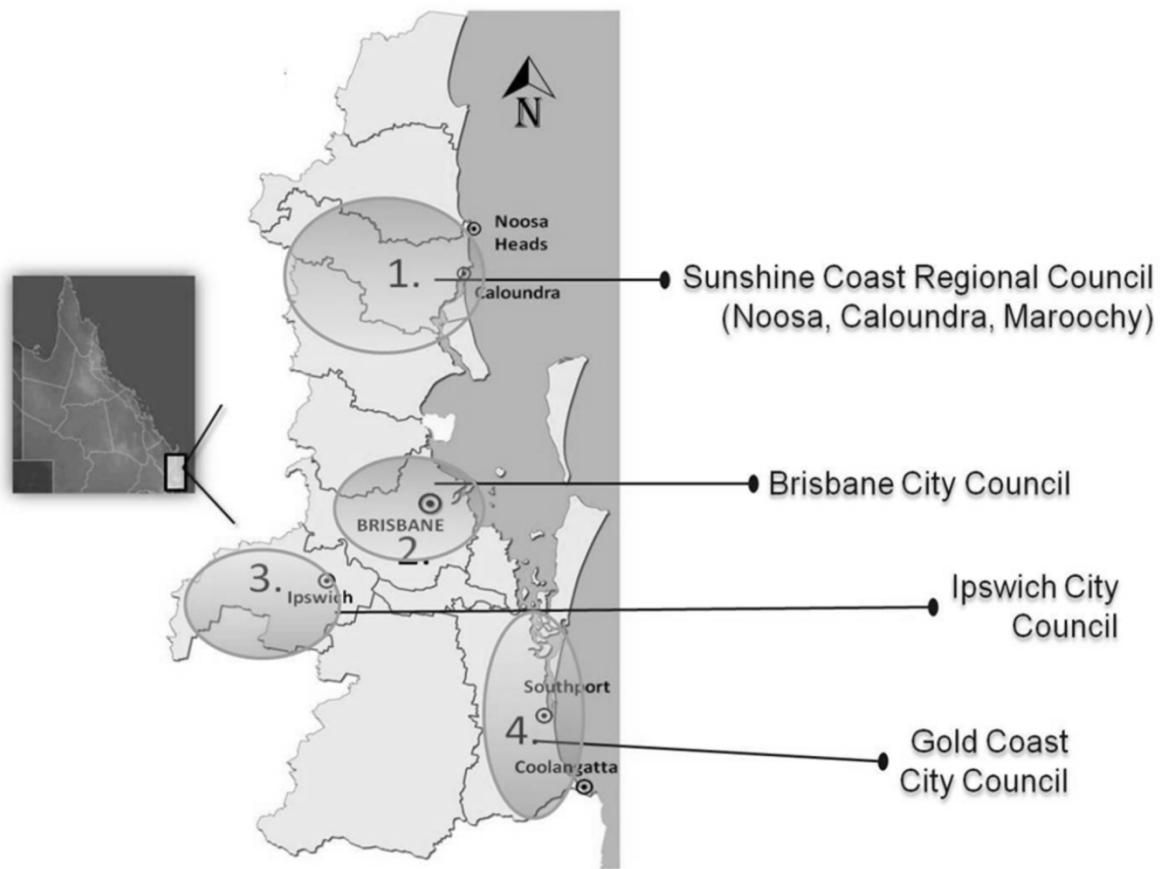 N
Noosa
Heads
1.
Caloundra
Sunshine Coast Regional Council
(Noosa, Caloundra, Maroochy)
Brisbane City Council
BRISBANE
2.
3.
Ipswich
Ipswich City
Council
Southport
4.
Gold Coast
City Council
Coolangatta